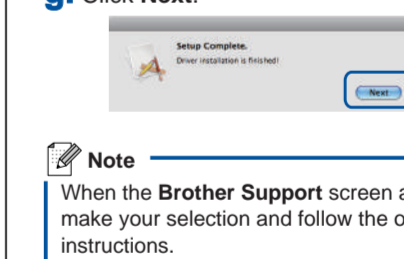 g. Click Next.
Setup Complete.
Driver installation is finished!
Next
Note
When the Brother Support screen
make your selection and follow the
instructions.